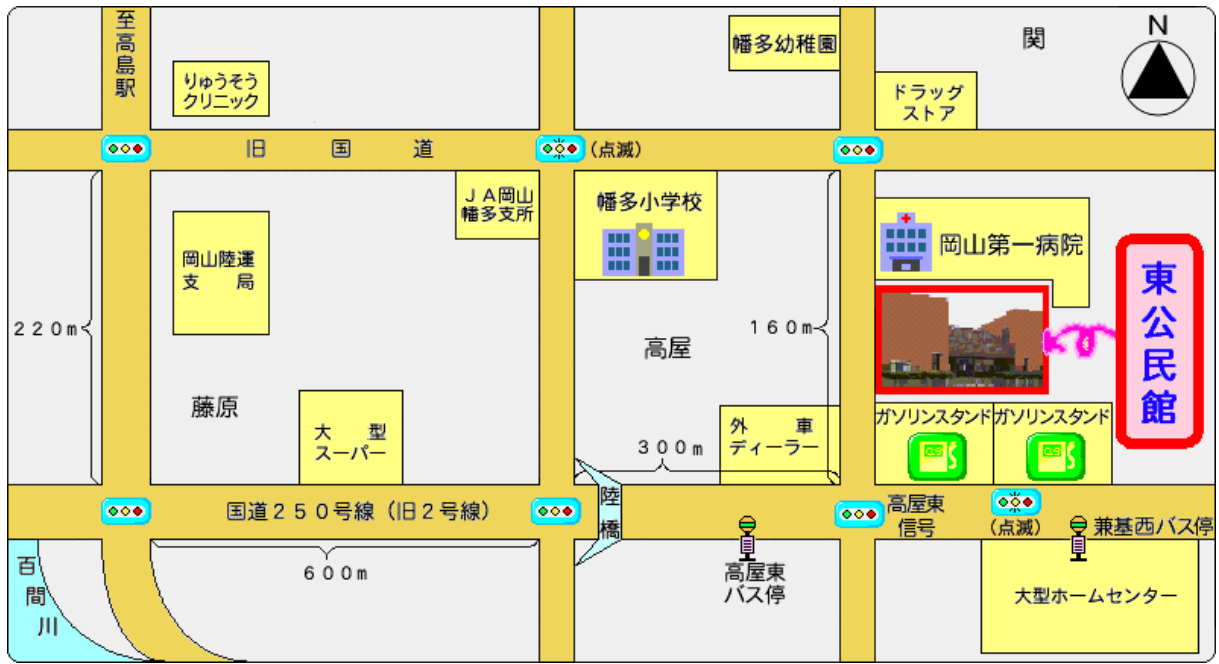 至高島駅
りゅうそう
クリニック
幡多幼稚園
関
N
ドラッグ
ストア
旧国道
(点滅)
JA岡山
幡多支所
幡多小学校
岡山第一病院
岡山陸運
支局
東公民館
220m
高屋
160m
藤原
大型
スーパー
外車
ディーラー
300m
ガソリンスタンド
GS
ガソリンスタンド
GS
国道250号線(旧2号線)
陸橋
高屋東
信号
(点滅)
兼基西バス停
600m
高屋東
バス停
百間川
大型ホームセンター